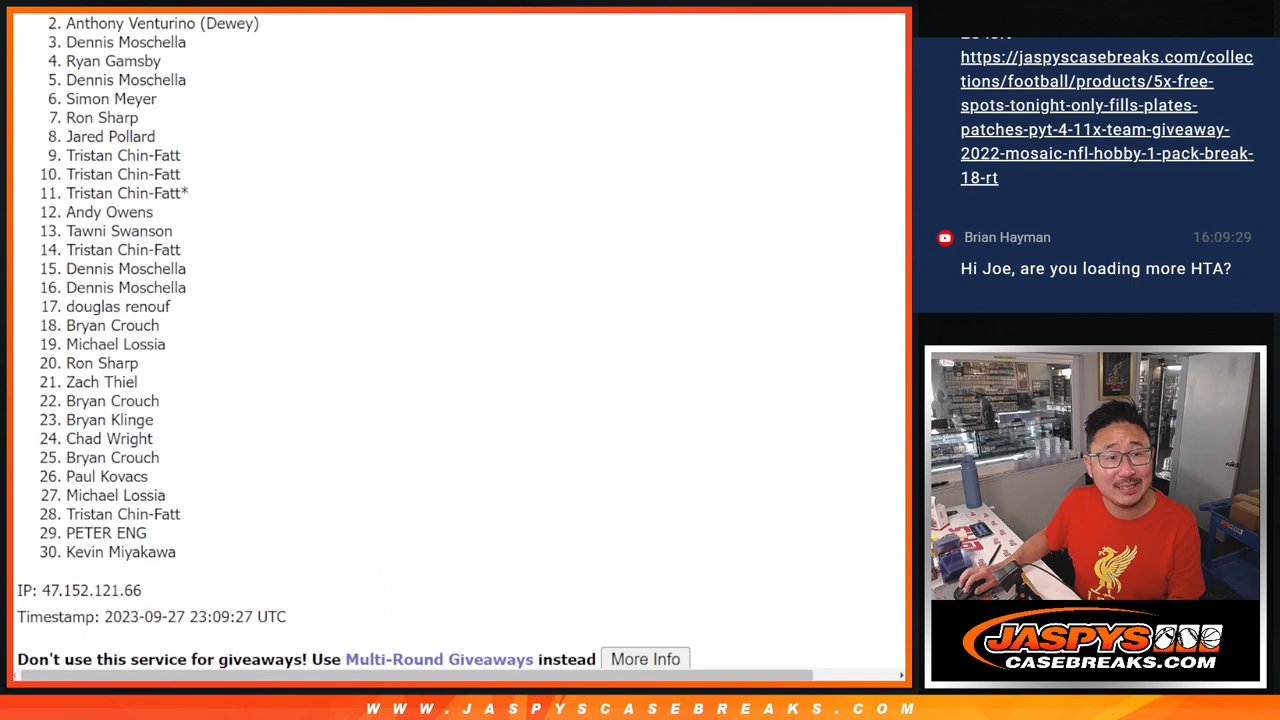 2. Anthony Venturino (Dewey)
3. Dennis Moschella
4. Ryan Gamsby
5. Dennis Moschella
6. Simon Meyer
7. Ron Sharp
8. Jared Pollard
9. Tristan Chin-Fatt
10. Tristan Chin-Fatt
11. Tristan Chin-Fatt*
12. Andy Owens
13. Tawni Swanson
14. Tristan Chin-Fatt
15. Dennis Moschella
16. Dennis Moschella
17. douglas renouf
18. Bryan Crouch
19. Michael Lossia
20. Ron Sharp
21. Zach Thiel
22. Bryan Crouch
23. Bryan Klinge
24. Chad Wright
25. Bryan Crouch
26. Paul Kovacs
27. Michael Lossia
28. Tristan Chin-Fatt
29. PETER ENG
30. Kevin Miyakawa
IP: 47.152.121.66
Timestamp: 2023-09-27 23:09:27 UTC
Don't use this service for giveaways! Use Multi-Round Giveaways instead More Info
https://jaspyscasebreaks.com/collec
tions/football/products/5x-free-
spots-tonight-only-fills-plates-
patches-pyt-4-11x-team-giveaway-
2022-mosaic-nfl-hobby-1-pack-break-
18-rt
Brian Hayman 16:09:29
Hi Joe, are you loading more HTA?
JASPYS
CASEBREAKS.COM
WWW.JASPYSCASEBREAKS.COM